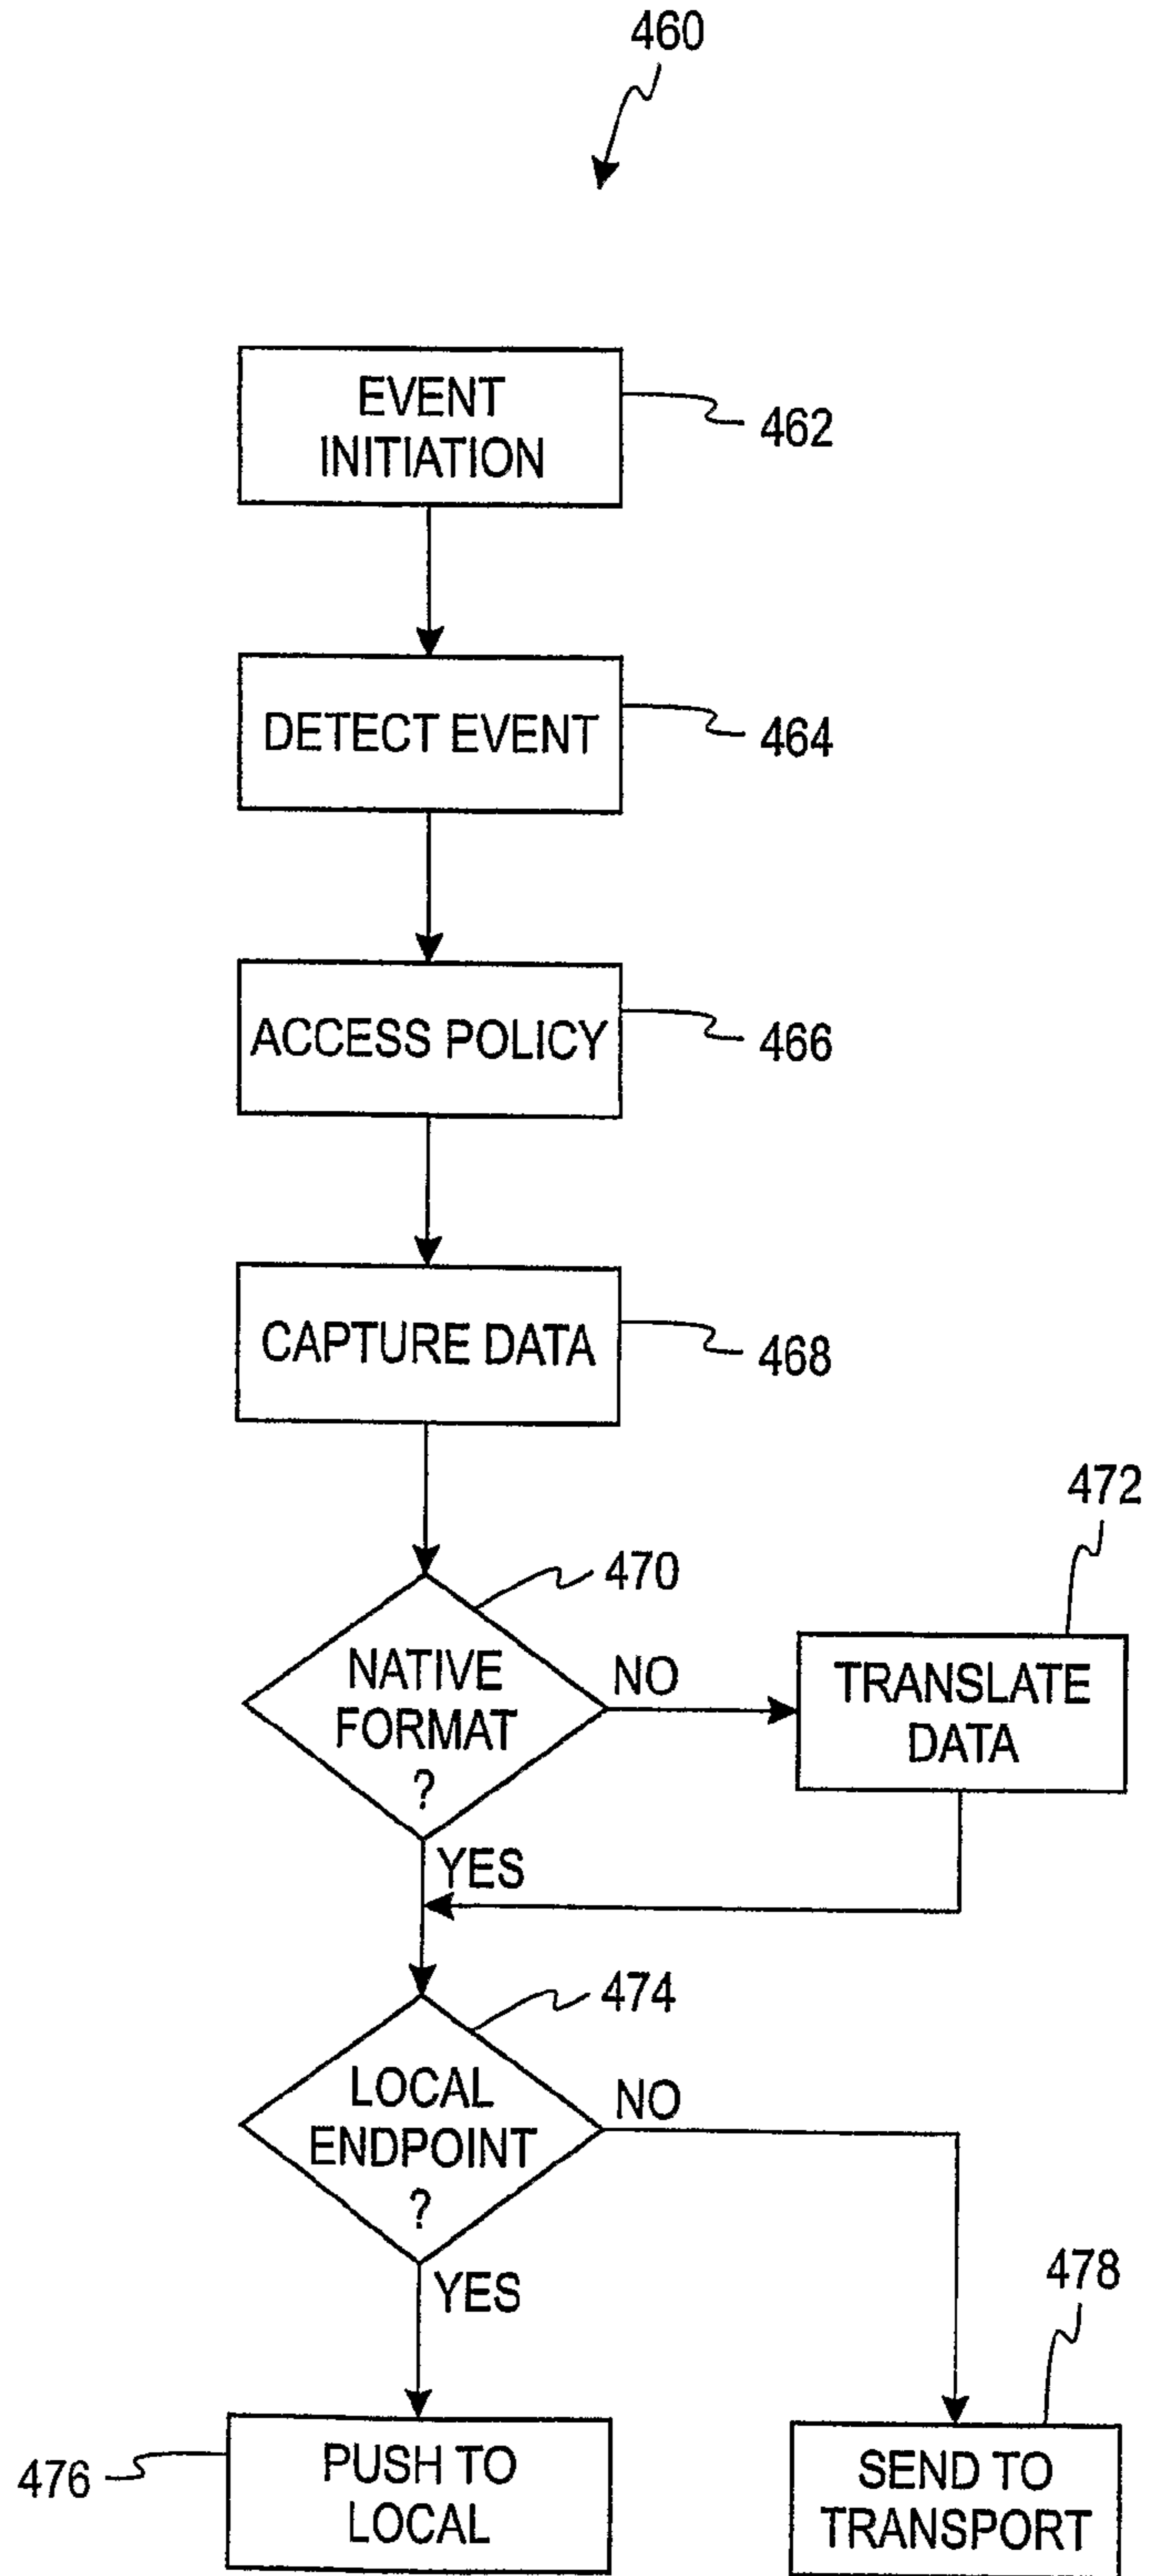 460
EVENT
INITIATION
462
DETECT EVENT
464
ACCESS POLICY
466
CAPTURE DATA
468
472
470
NATIVE
FORMAT
?
NO
TRANSLATE
DATA
YES
474
LOCAL
ENDPOINT
?
NO
YES
478
476
PUSH TO
LOCAL
SEND TO
TRANSPORT